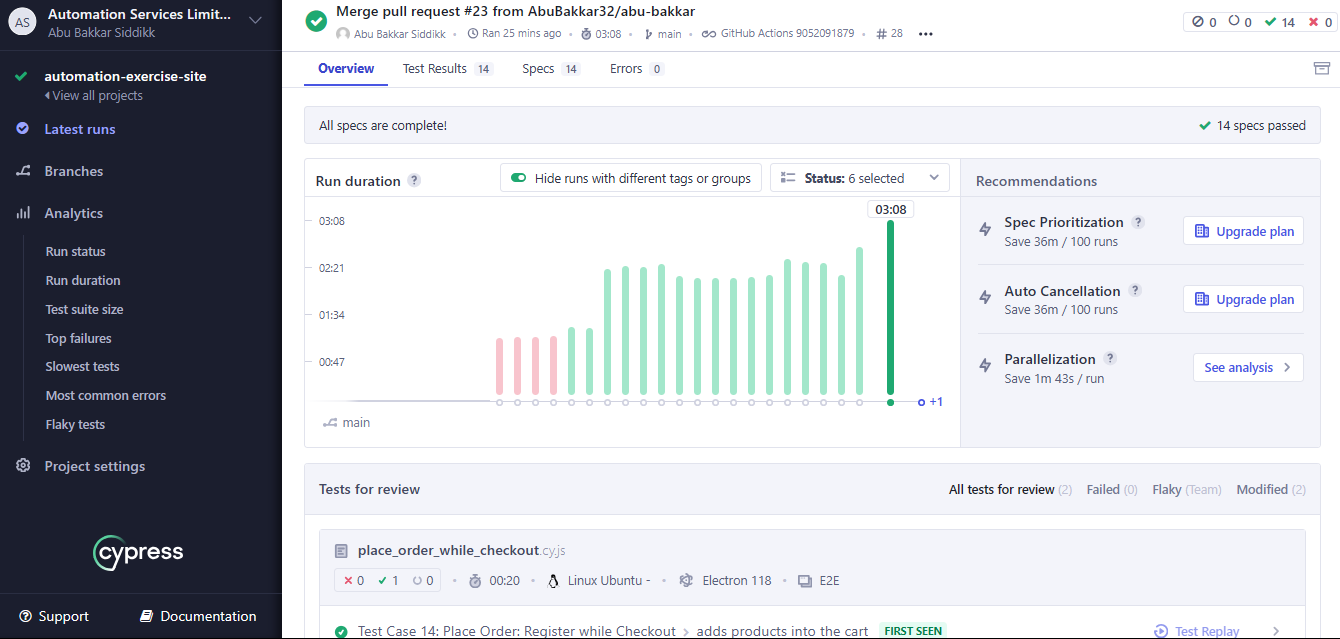 AS
Automation Services Limit...
Abu Bakkar Siddikk
automation-exercise-site
View all projects
Latest runs
Branches
Analytics
Run status
Run duration
Test suite size
Top failures
Slowest tests
Most common errors
Flaky tests
Project settings
cypress
Support
Documentation
Merge pull request #23 from AbuBakkar32/abu-bakkar
Abu Bakkar Siddikk • Ran 25 mins ago • 03:08 • main • GitHub Actions 9052091879 • # 28 •••
0 0 14 0
Overview Test Results 14 Specs 14 Errors 0
All specs are complete!
14 specs passed
Run duration ?
Hide runs with different tags or groups
Status: 6 selected
03:08
03:08
02:21
01:34
00:47
+1
main
Recommendations
Spec Prioritization ?
Save 36m / 100 runs
Upgrade plan
Auto Cancellation ?
Save 36m / 100 runs
Upgrade plan
Parallelization ?
Save 1m 43s / run
See analysis
Tests for review
All tests for review (2) Failed (0) Flaky (Team) Modified (2)
place_order_while_checkout.cy.js
0 1 0 • 00:20 • Linux Ubuntu - • Electron 118 • E2E
Test Case 14: Place Order: Register while Checkout > adds products into the cart FIRST SEEN
Test Replay